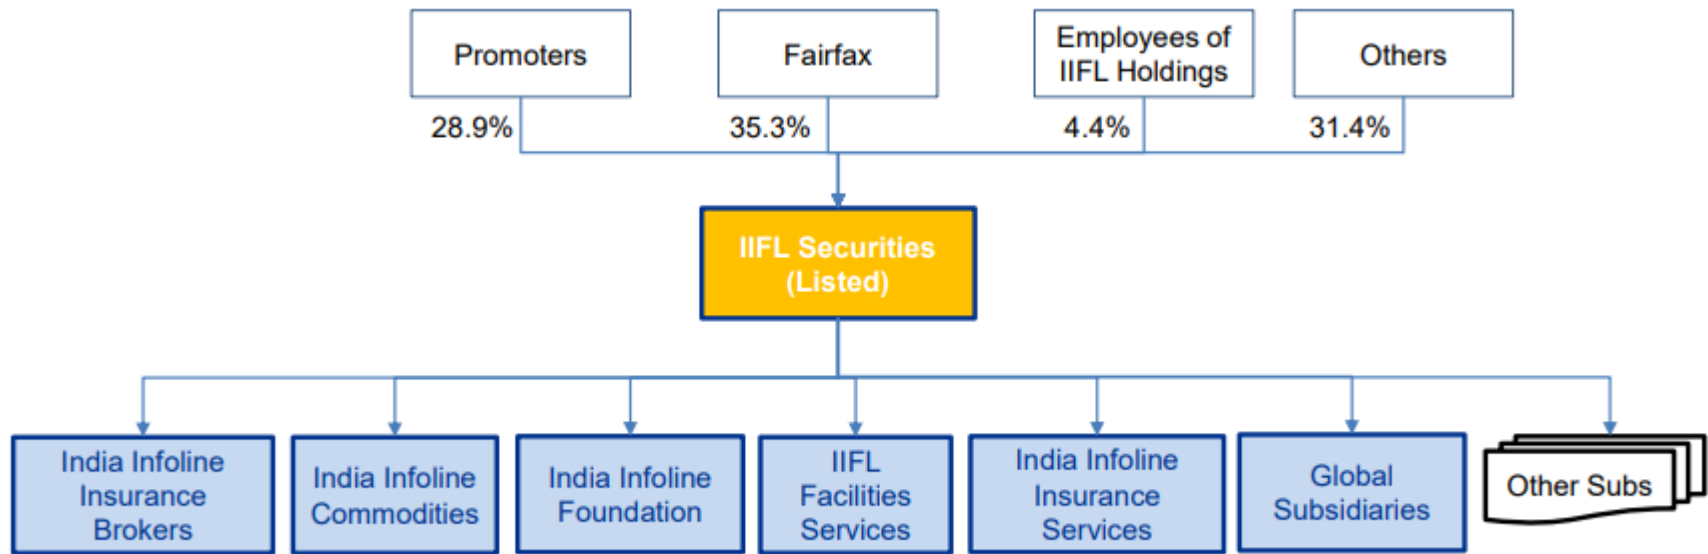 Promoters
Fairfax
Employees of
IIFL Holdings
Others
28.9%
35.3%
4.4%
31.4%
IIFL Securities
(Listed)
India Infoline
Insurance
Brokers
India Infoline
Commodities
India Infoline
Foundation
IIFL
Facilities
Services
India Infoline
Insurance
Services
Global
Subsidiaries
Other Subs